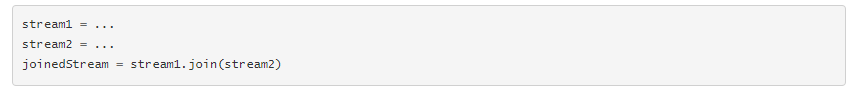 stream1 = ...
stream2 = ...
joinedStream = stream1.join(stream2)